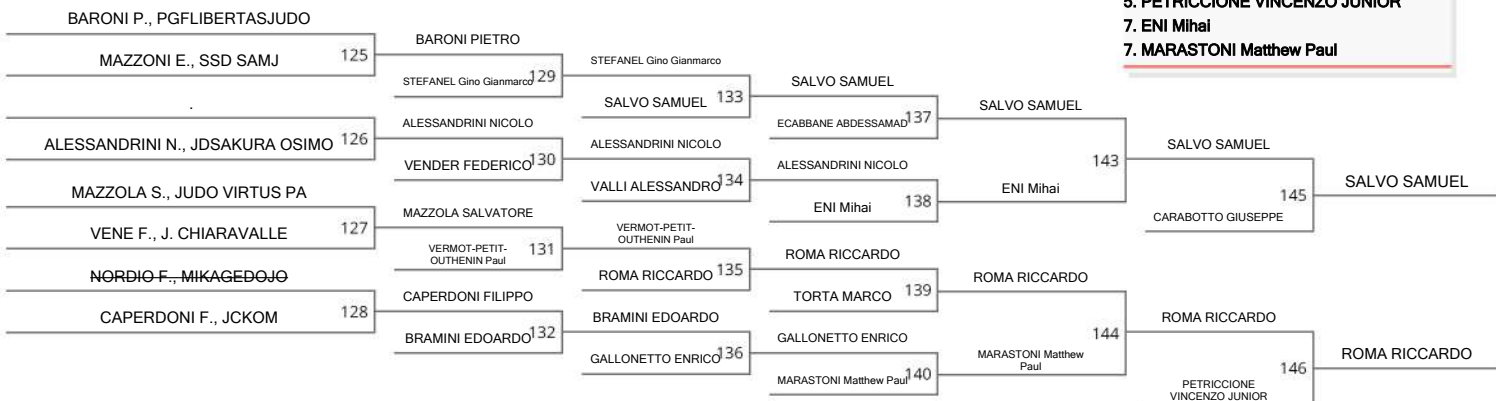 5. PETRICCIONE VINCENZO JUNIOR
7. ENI Mihai
7. MARASTONI Matthew Paul
BARONI P., PGFLIBERTASJUDO
MAZZONI E., SSD SAMJ
125
.
ALESSANDRINI N., JDSAKURA OSIMO
126
MAZZOLA S., JUDO VIRTUS PA
VENE F., J. CHIARAVALLE
127
NORDIO F., MIKAGEDOJO
CAPERDONI F., JCKOM
128
BARONI PIETRO
STEFANEL Gino Gianmarco
129
ALESSANDRINI NICOLO
VENDER FEDERICO
130
MAZZOLA SALVATORE
VERMOT-PETIT-
OUTHENIN Paul
131
CAPERDONI FILIPPO
BRAMINI EDOARDO
132
STEFANEL Gino Gianmarco
SALVO SAMUEL
133
ALESSANDRINI NICOLO
VALLI ALESSANDRO
134
VERMOT-PETIT-
OUTHENIN Paul
ROMA RICCARDO
135
BRAMINI EDOARDO
GALLONETTO ENRICO
136
SALVO SAMUEL
ECABBANE ABDESSAMAD
137
ALESSANDRINI NICOLO
ENI Mihai
138
ROMA RICCARDO
TORTA MARCO
139
GALLONETTO ENRICO
MARASTONI Matthew Paul
140
SALVO SAMUEL
ENI Mihai
143
ROMA RICCARDO
MARASTONI Matthew
Paul
144
SALVO SAMUEL
CARABOTTO GIUSEPPE
145
ROMA RICCARDO
PETRICCIONE
VINCENZO JUNIOR
146
SALVO SAMUEL
ROMA RICCARDO